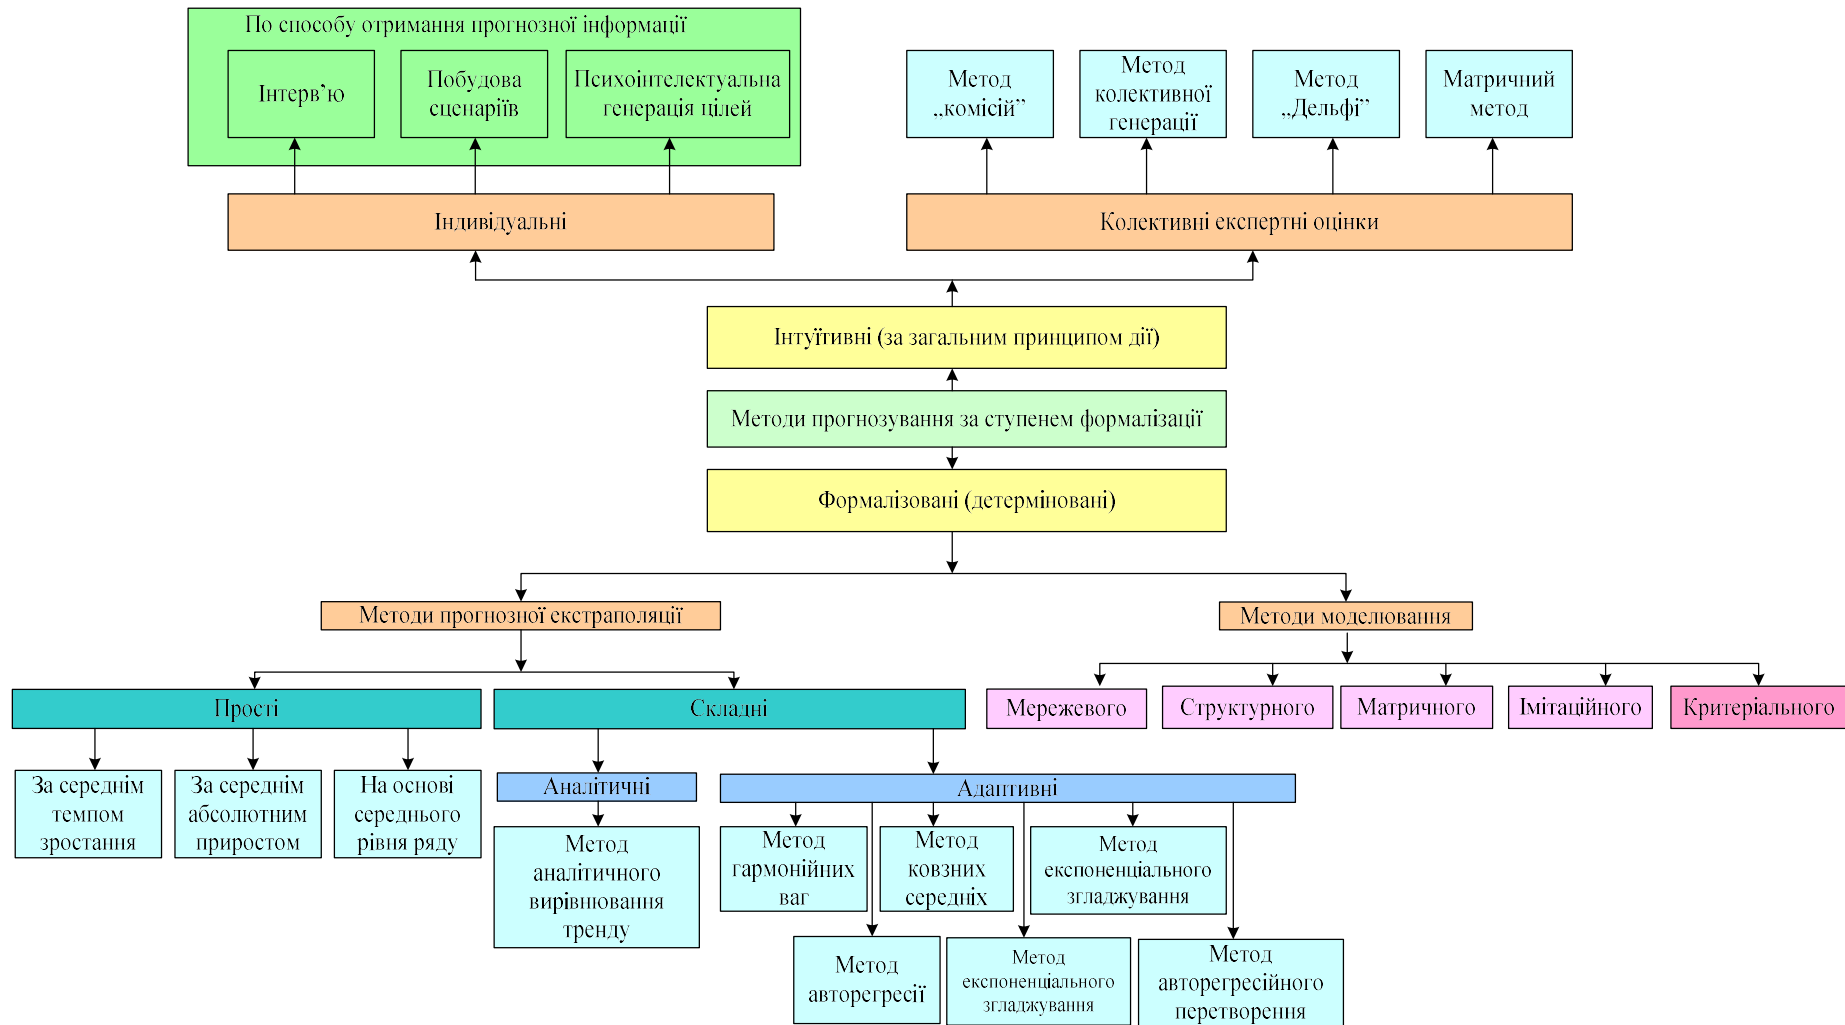 По способу отримання прогнозної інформації
Інтерв’ю
Побудова
сценаріїв
Психоінтелектуальна
генерація цілей
Метод
„комісій”
Метод
колективної
генерації
Метод
„Дельфі”
Матричний
метод
Індивідуальні
Колективні експертні оцінки
Інтуїтивні (за загальним принципом дії)
Методи прогнозування за ступенем формалізації
Формалізовані (детерміновані)
Методи прогнозної екстраполяції
Методи моделювання
Прості
Складні
Мережевого
Структурного
Матричного
Імітаційного
Критеріального
За середнім
темпом
зростання
За середнім
абсолютним
приростом
На основі
середнього
рівня ряду
Аналітичні
Адаптивні
Метод
аналітичного
вирівнювання
тренду
Метод
гармонійних
ваг
Метод
ковзних
середніх
Метод
експоненціального
згладжування
Метод
авторегресії
Метод
експоненціального
згладжування
Метод
авторегресійного
перетворення